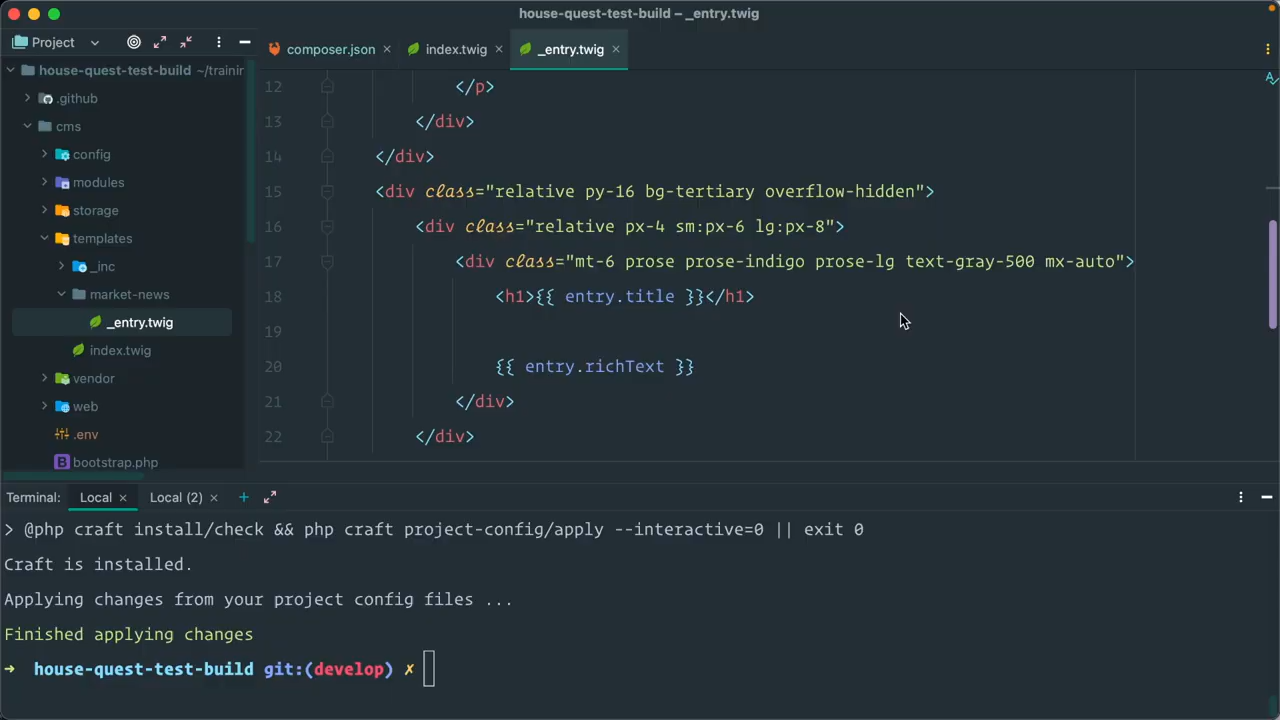 house-quest-test-build – _entry.twig
Project
composer.json
index.twig
_entry.twig
house-quest-test-build ~/trainir
.github
cms
config
modules
storage
templates
_inc
market-news
_entry.twig
index.twig
vendor
web
.env
bootstrap.php
12 </p>
13 </div>
14 </div>
15 <div class="relative py-16 bg-tertiary overflow-hidden">
16 <div class="relative px-4 sm:px-6 lg:px-8">
17 <div class="mt-6 prose prose-indigo prose-lg text-gray-500 mx-auto">
18 <h1>{{ entry.title }}</h1>
19
20 {{ entry.richText }}
21 </div>
22 </div>
Terminal: Local × Local (2) × +
> @php craft install/check && php craft project-config/apply --interactive=0 || exit 0
Craft is installed.
Applying changes from your project config files ...
Finished applying changes
→ house-quest-test-build git:(develop) ✗